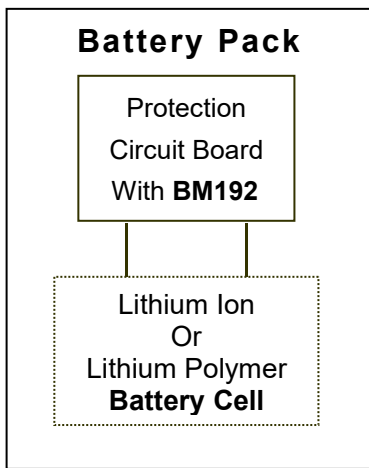 Battery Pack
Protection
Circuit Board
With BM192
Lithium Ion
Or
Lithium Polymer
Battery Cell